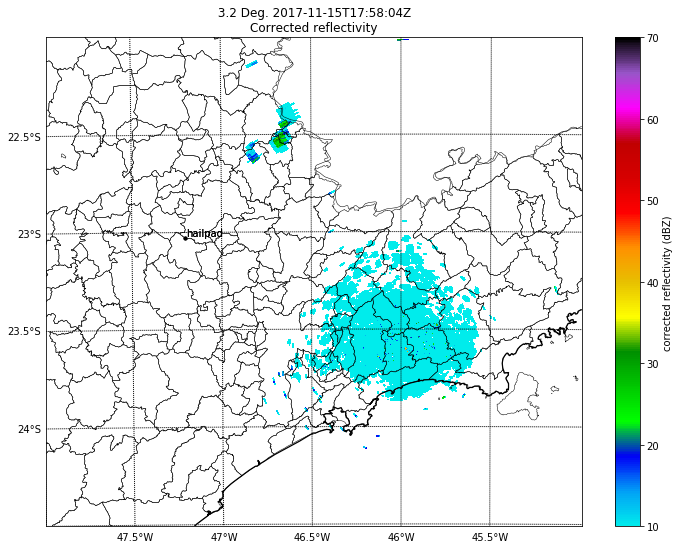 3.2 Deg. 2017-11-15T17:58:04Z
Corrected reflectivity
22.5°S
23°S
23.5°S
24°S
hailpad
47.5°W
47°W
46.5°W
46°W
45.5°W
70
60
50
40
30
20
10
corrected reflectivity (dBZ)